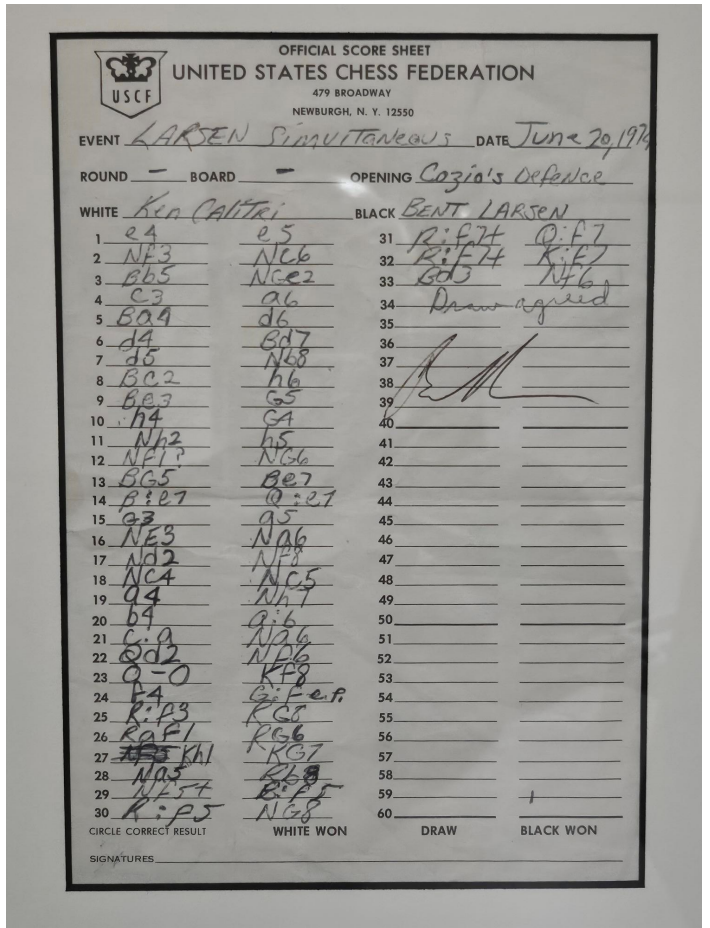 OFFICIAL SCORE SHEET
UNITED STATES CHESS FEDERATION
USCF
479 BROADWAY
NEWBURGH, N. Y. 12550
EVENT LARSEN SIMULTANEOUS DATE June 20, 1974
ROUND – BOARD – OPENING Cozio's Defence
WHITE Ken CALITRI BLACK BENT LARSEN
1 e4 e5 31 R:f7+ Q:f7
2 NF3 NC6 32 R:f7+ K:f7
3 Bb5 NGe2 33 Bd3 Nf6
4 C3 a6 34 Draw agreed
5 Ba4 d6 35
6 d4 Bd7 36
7 d5 Nb8 37
8 BC2 h6 38
9 Be3 G5 39
10 h4 G4 40
11 Nh2 h5 41
12 NF1? NG6 42
13 BG5 Be7 43
14 B:e7 Q:e7 44
15 G3 a5 45
16 NE3 Na6 46
17 Nd2 Nf8 47
18 NC4 NC5 48
19 a4 Nh7 49
20 b4 a:b 50
21 C:a Na6 51
22 Qd2 Nf6 52
23 O-O Kf8 53
24 F4 G:F e.p. 54
25 R:f3 KG8 55
26 RaF1 RG6 56
27 Kh1 KG7 57
28 Na5 Rb8 58
29 Nf5+ B:f5 59
30 R:f5 NG8 60
CIRCLE CORRECT RESULT WHITE WON DRAW BLACK WON
SIGNATURES